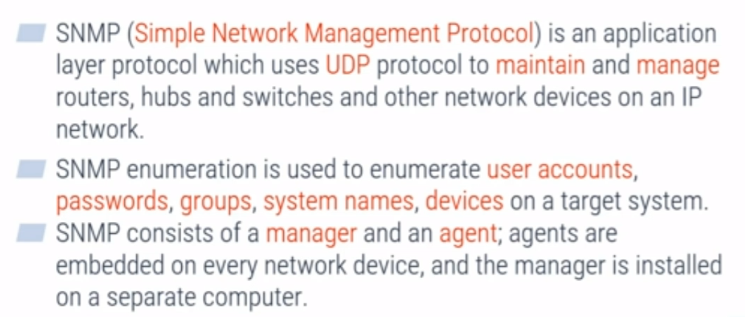 SNMP (Simple Network Management Protocol) is an application
layer protocol which uses UDP protocol to maintain and manage
routers, hubs and switches and other network devices on an IP
network.
SNMP enumeration is used to enumerate user accounts,
passwords, groups, system names, devices on a target system.
SNMP consists of a manager and an agent; agents are
embedded on every network device, and the manager is installed
on a separate computer.